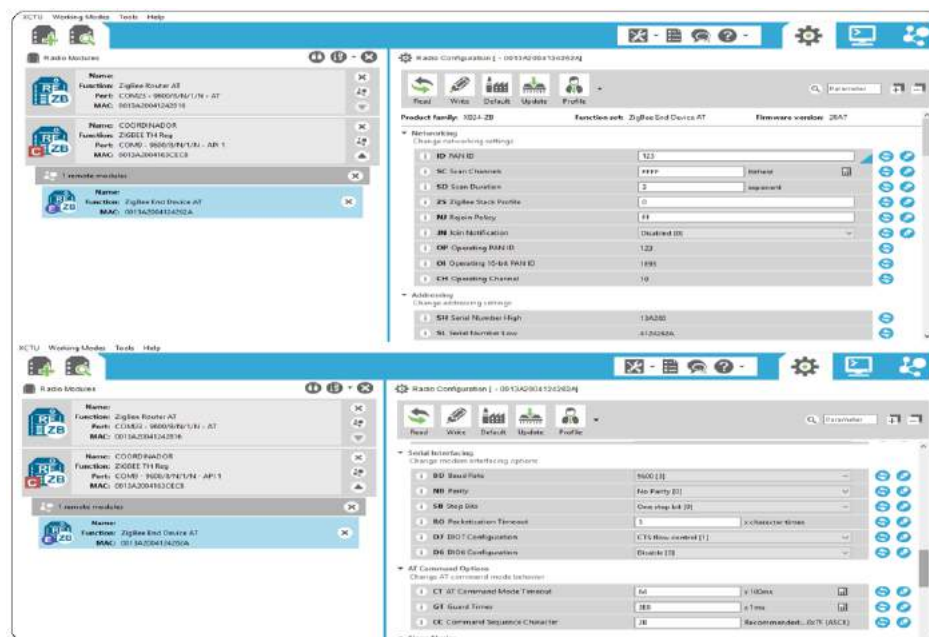 XCTU Working Modes Tools Help
Radio Modules
Name:
Function: ZigBee Router AT
Port: COM23 - 9600/8/N/1/N - AT
MAC: 0013A20041242816
Name: COORDINADOR
Function: ZIGBEE TH Reg
Port: COM9 - 9600/8/N/1/N - API 1
MAC: 0013A2004163CECB
1 remote modules
Name:
Function: ZigBee End Device AT
MAC: 0013A2004124262A
Radio Configuration [ - 0013A2004124262A]
Read Write Default Update Profile
Parameter
Product family: XB24-ZB Function set: ZigBee End Device AT Firmware version: 28A7
Networking
Change networking settings
ID PAN ID 123
SC Scan Channels FFFF Bitfield
SD Scan Duration 3 exponent
ZS ZigBee Stack Profile 0
NJ Rejoin Policy FF
JN Join Notification Disabled [0]
OP Operating PAN ID 123
OI Operating 16-bit PAN ID
CH Operating Channel 10
Addressing
Change addressing settings
SH Serial Number High 13A200
SL Serial Number Low 4124262A
XCTU Working Modes Tools Help
Radio Modules
Name:
Function: ZigBee Router AT
Port: COM23 - 9600/8/N/1/N - AT
MAC: 0013A20041242816
Name: COORDINADOR
Function: ZIGBEE TH Reg
Port: COM9 - 9600/8/N/1/N - API 1
MAC: 0013A2004163CECB
1 remote modules
Name:
Function: ZigBee End Device AT
MAC: 0013A2004124262A
Radio Configuration [ - 0013A2004124262A]
Read Write Default Update Profile
Parameter
Serial Interfacing
Change modem interfacing options
BD Baud Rate 9600 [3]
NB Parity No Parity [0]
SB Stop Bits One stop bit [0]
RO Packetization Timeout 3 x character times
D7 DIO7 Configuration CTS flow control [1]
D6 DIO6 Configuration Disable [0]
AT Command Options
Change AT command mode behavior
CT AT Command Mode Timeout 64 x 100ms
GT Guard Times 3E8 x 1ms
CC Command Sequence Character 2B Recommended: 0x7F (ASCII)